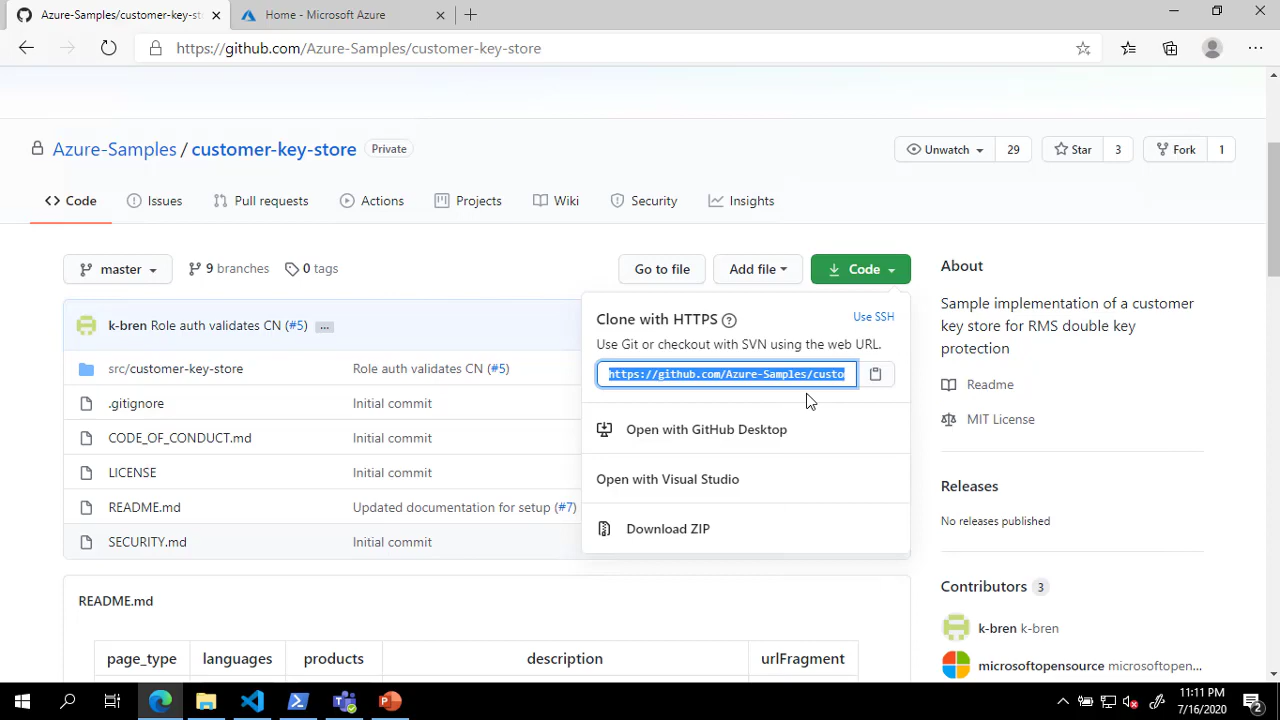 Azure-Samples/customer-key-st
Home - Microsoft Azure
https://github.com/Azure-Samples/customer-key-store
Azure-Samples / customer-key-store Private
Unwatch 29 Star 3 Fork 1
Code Issues Pull requests Actions Projects Wiki Security Insights
master 9 branches 0 tags Go to file Add file Code
About
k-bren Role auth validates CN (#5) ...
Clone with HTTPS ? Use SSH
Use Git or checkout with SVN using the web URL.
https://github.com/Azure-Samples/custo
Sample implementation of a customer
key store for RMS double key
protection
src/customer-key-store Role auth validates CN (#5)
Readme
.gitignore Initial commit
MIT License
Open with GitHub Desktop
CODE_OF_CONDUCT.md Initial commit
LICENSE Initial commit
Open with Visual Studio
Releases
README.md Updated documentation for setup (#7)
No releases published
Download ZIP
SECURITY.md Initial commit
Contributors 3
README.md
k-bren k-bren
page_type languages products description urlFragment
microsoftopensource microsoftopen...
11:11 PM
7/16/2020
2